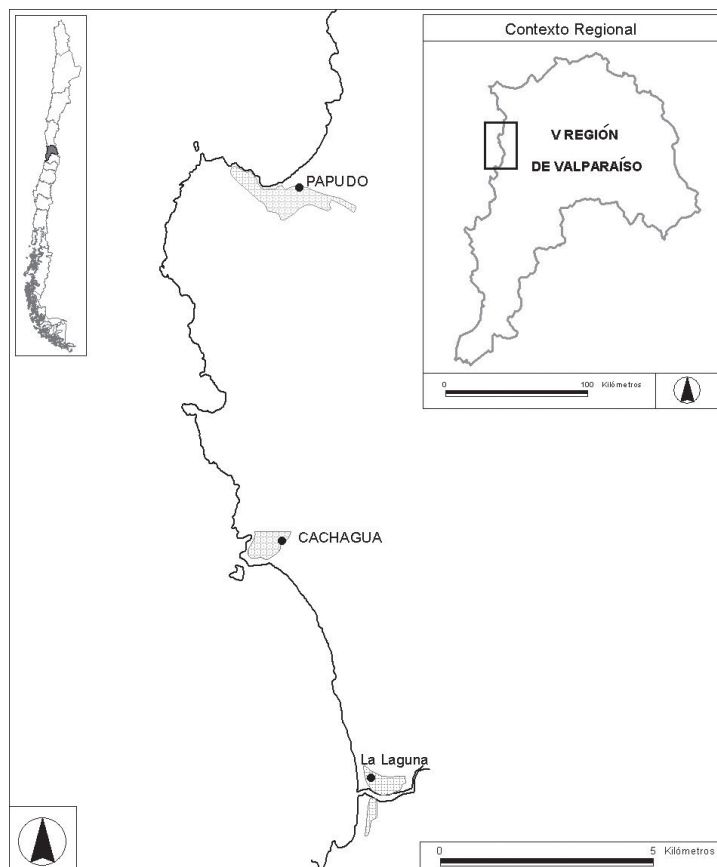 Contexto Regional
V REGIÓN
DE VALPARAÍSO
0 100 Kilómetros
PAPUDO
CACHAGUA
La Laguna
0 5 Kilómetros